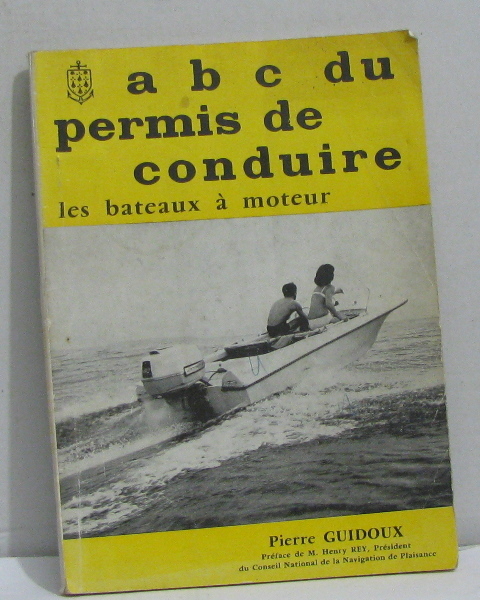 a b c du
permis de
conduire
les bateaux à moteur
Pierre GUIDOUX
Préface de M. Henry REY, Président
du Conseil National de la Navigation de Plaisance